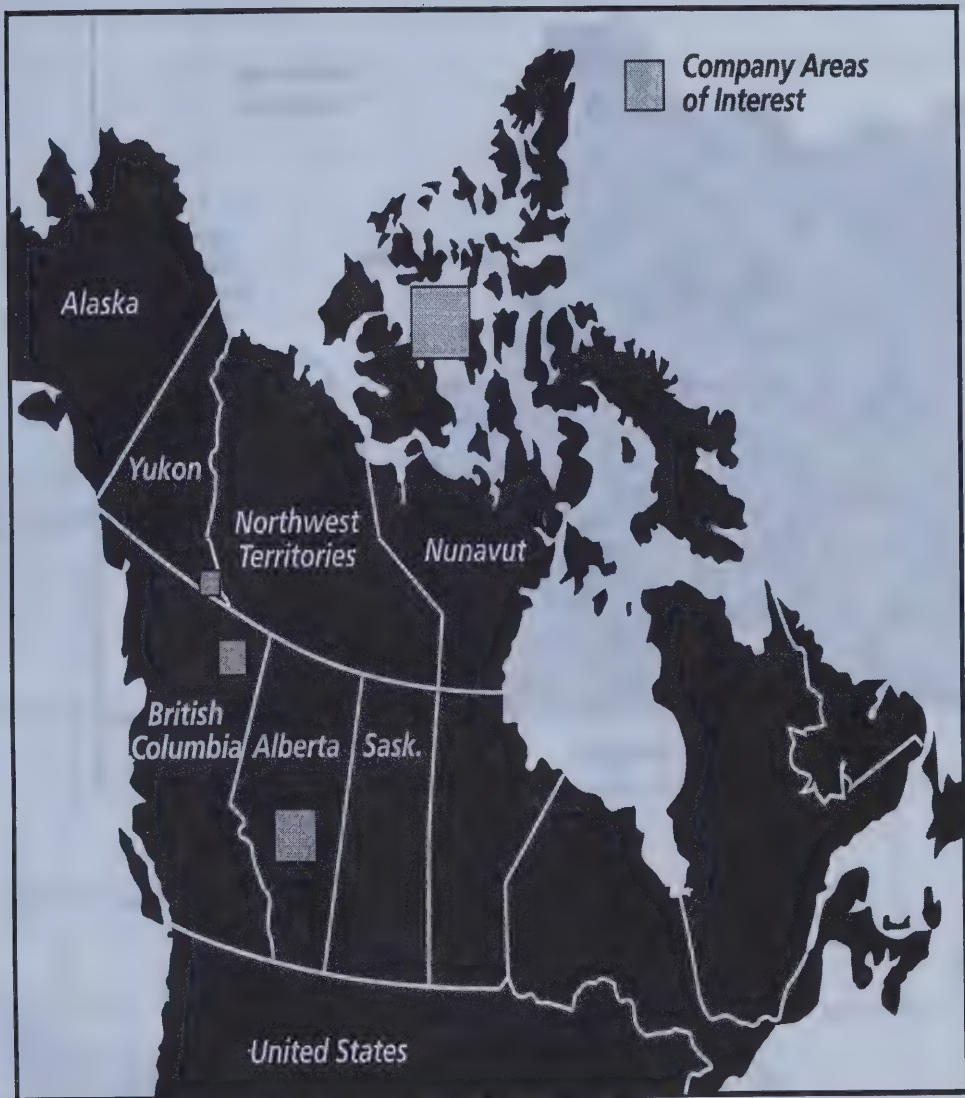 Company Areas
of Interest
Alaska
Yukon
Northwest
Territories
Nunavut
British
Columbia
Alberta
Sask.
United States